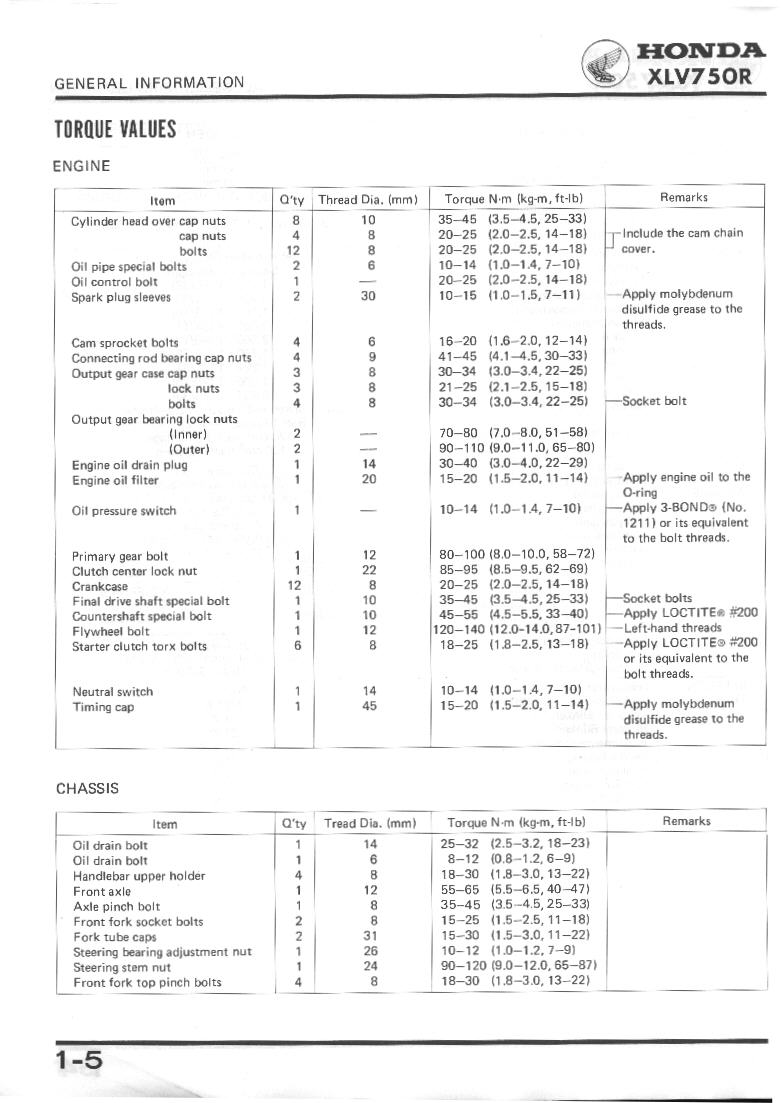 HONDA
GENERAL INFORMATION XLV750R
TORQUE VALUES
ENGINE
Item Q'ty Thread Dia. (mm) Torque N·m (kg-m, ft-lb) Remarks
Cylinder head over cap nuts 8 10 35–45 (3.5–4.5, 25–33)
cap nuts 4 8 20–25 (2.0–2.5, 14–18) Include the cam chain
bolts 12 8 20–25 (2.0–2.5, 14–18) cover.
Oil pipe special bolts 2 6 10–14 (1.0–1.4, 7–10)
Oil control bolt 1 — 20–25 (2.0–2.5, 14–18)
Spark plug sleeves 2 30 10–15 (1.0–1.5, 7–11) Apply molybdenum
disulfide grease to the
threads.
Cam sprocket bolts 4 6 16–20 (1.6–2.0, 12–14)
Connecting rod bearing cap nuts 4 9 41–45 (4.1–4.5, 30–33)
Output gear case cap nuts 3 8 30–34 (3.0–3.4, 22–25)
lock nuts 3 8 21–25 (2.1–2.5, 15–18)
bolts 4 8 30–34 (3.0–3.4, 22–25) Socket bolt
Output gear bearing lock nuts
(Inner) 2 — 70–80 (7.0–8.0, 51–58)
(Outer) 2 — 90–110 (9.0–11.0, 65–80)
Engine oil drain plug 1 14 30–40 (3.0–4.0, 22–29)
Engine oil filter 1 20 15–20 (1.5–2.0, 11–14) Apply engine oil to the
O-ring
Oil pressure switch 1 — 10–14 (1.0–1.4, 7–10) Apply 3-BOND® (No.
1211) or its equivalent
to the bolt threads.
Primary gear bolt 1 12 80–100 (8.0–10.0, 58–72)
Clutch center lock nut 1 22 85–95 (8.5–9.5, 62–69)
Crankcase 12 8 20–25 (2.0–2.5, 14–18)
Final drive shaft special bolt 1 10 35–45 (3.5–4.5, 25–33) Socket bolts
Countershaft special bolt 1 10 45–55 (4.5–5.5, 33–40) Apply LOCTITE® #200
Flywheel bolt 1 12 120–140 (12.0-14.0, 87-101) Left-hand threads
Starter clutch torx bolts 6 8 18–25 (1.8–2.5, 13–18) Apply LOCTITE® #200
or its equivalent to the
bolt threads.
Neutral switch 1 14 10–14 (1.0–1.4, 7–10)
Timing cap 1 45 15–20 (1.5–2.0, 11–14) Apply molybdenum
disulfide grease to the
threads.
CHASSIS
Item Q'ty Tread Dia. (mm) Torque N·m (kg-m, ft-lb) Remarks
Oil drain bolt 1 14 25–32 (2.5–3.2, 18–23)
Oil drain bolt 1 6 8–12 (0.8–1.2, 6–9)
Handlebar upper holder 4 8 18–30 (1.8–3.0, 13–22)
Front axle 1 12 55–65 (5.5–6.5, 40–47)
Axle pinch bolt 1 8 35–45 (3.5–4.5, 25–33)
Front fork socket bolts 2 8 15–25 (1.5–2.5, 11–18)
Fork tube caps 2 31 15–30 (1.5–3.0, 11–22)
Steering bearing adjustment nut 1 26 10–12 (1.0–1.2, 7–9)
Steering stem nut 1 24 90–120 (9.0–12.0, 65–87)
Front fork top pinch bolts 4 8 18–30 (1.8–3.0, 13–22)
1-5